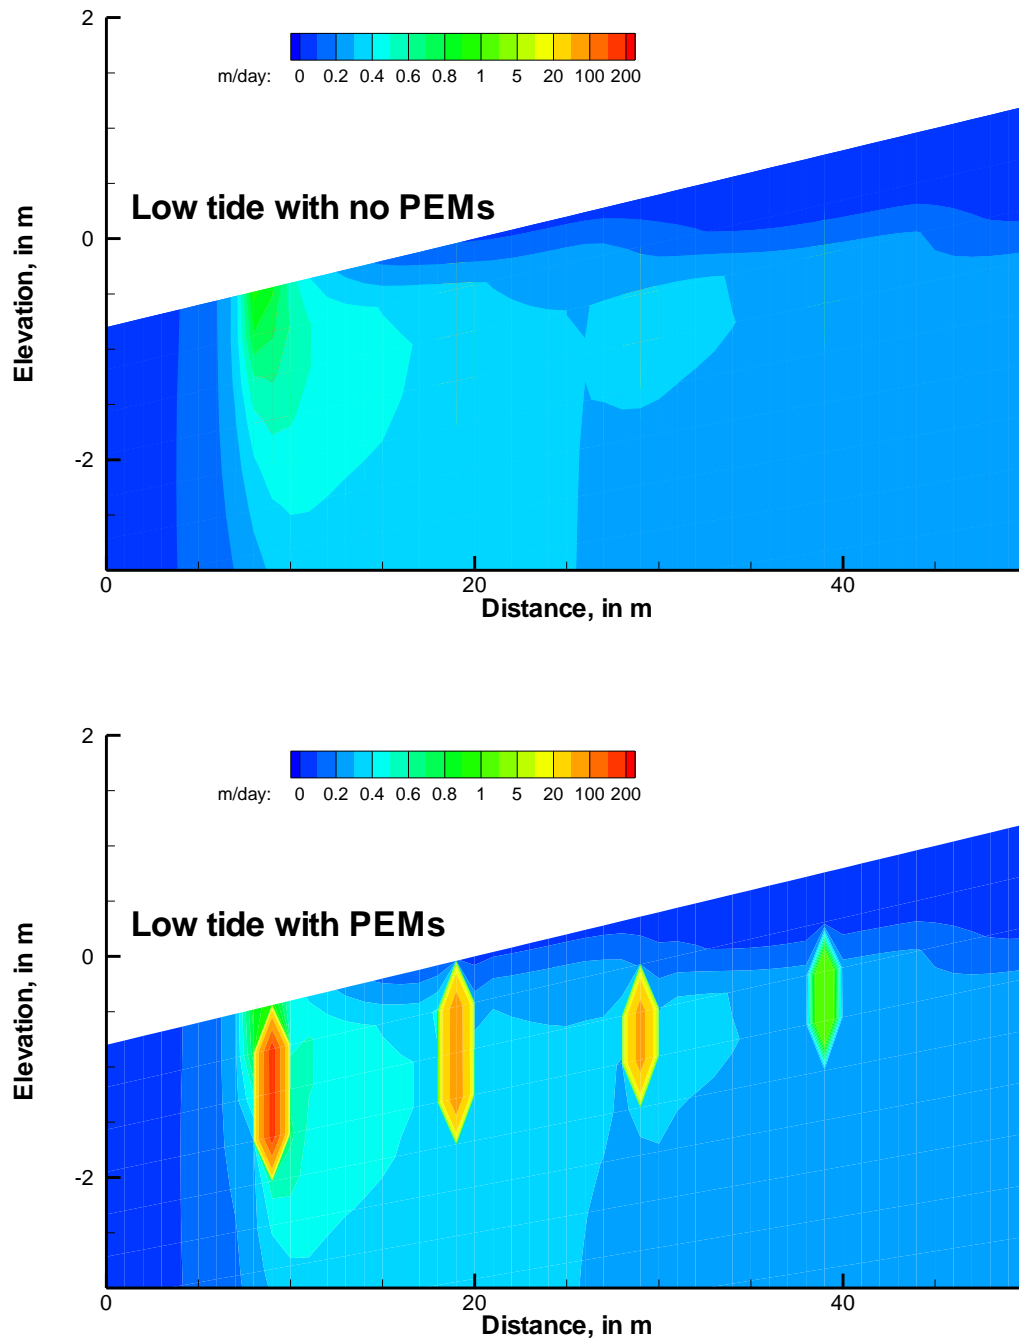 2
m/day: 0 0.2 0.4 0.6 0.8 1 5 20 100 200
Low tide with no PEMs
0
Elevation, in m
-2
0 20 40
Distance, in m
2
m/day: 0 0.2 0.4 0.6 0.8 1 5 20 100 200
Low tide with PEMs
0
Elevation, in m
-2
0 20 40
Distance, in m